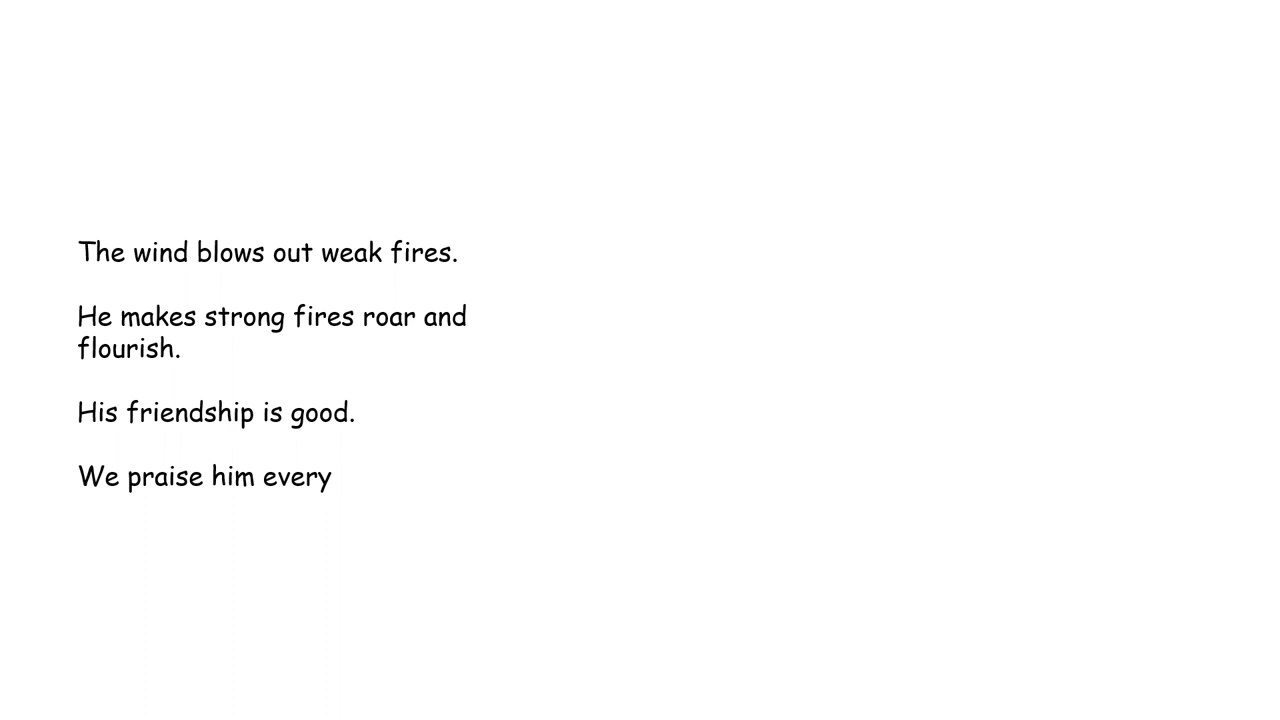 The wind blows out weak fires.
He makes strong fires roar and
flourish.
His friendship is good.
We praise him every